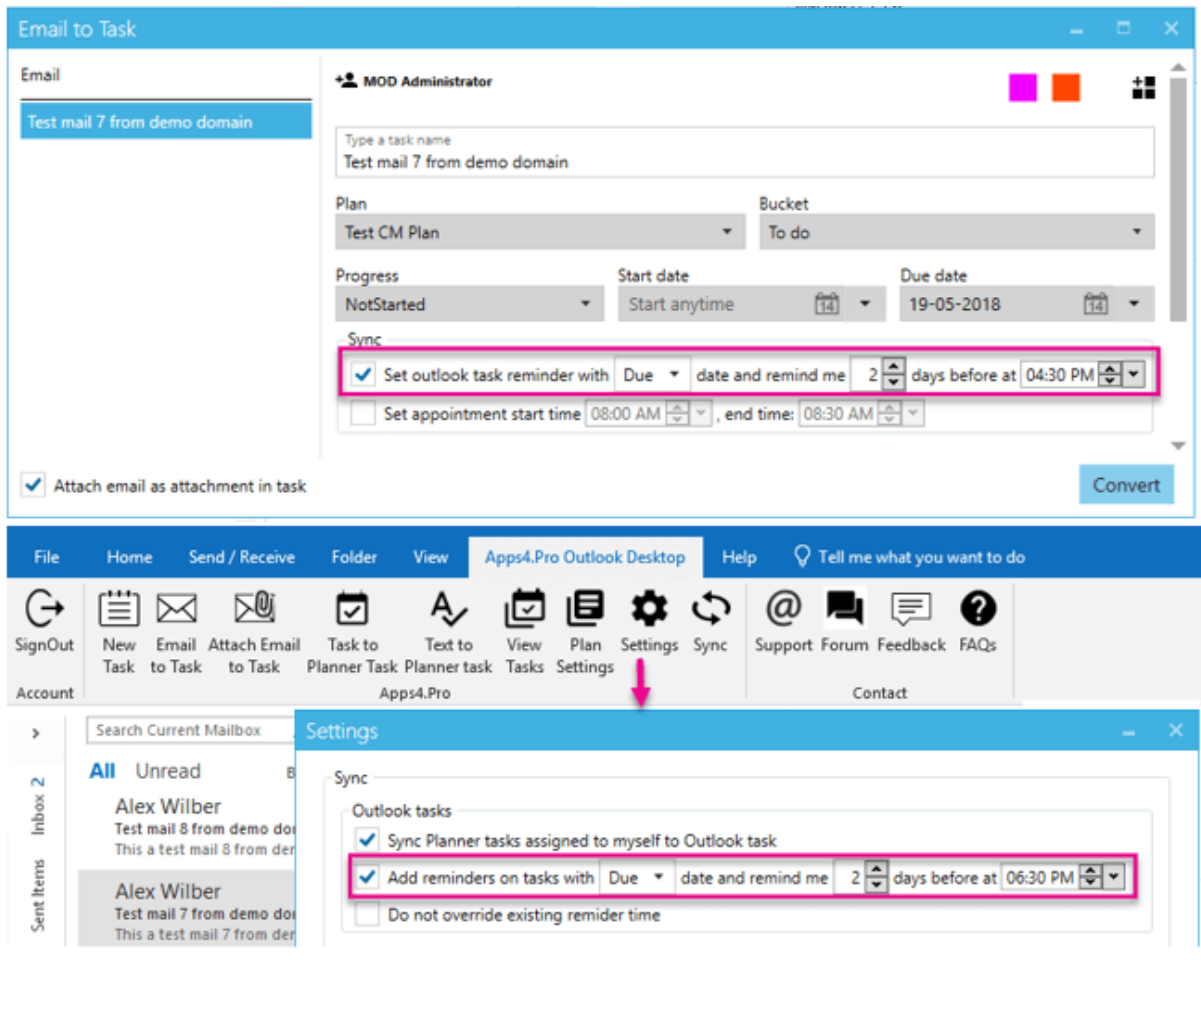 Email to Task
Email
Test mail 7 from demo domain
MOD Administrator
Type a task name
Test mail 7 from demo domain
Plan
Bucket
Test CM Plan
To do
Progress
Start date
Due date
NotStarted
Start anytime
14
19-05-2018
14
Sync
Set outlook task reminder with Due date and remind me 2 days before at 04:30 PM
Set appointment start time 08:00 AM , end time: 08:30 AM
Attach email as attachment in task
Convert
File Home Send / Receive Folder View Apps4.Pro Outlook Desktop Help Tell me what you want to do
SignOut
New Task
Email to Task
Attach Email to Task
Task to Planner Task
Text to Planner task
View Tasks
Plan Settings
Settings
Sync
Support
Forum
Feedback
FAQs
Account
Apps4.Pro
Contact
Search Current Mailbox
All Unread B
Inbox 2
Sent Items
Alex Wilber
Test mail 8 from demo do
This a test mail 8 from der
Alex Wilber
Test mail 7 from demo do
This a test mail 7 from der
Settings
Sync
Outlook tasks
Sync Planner tasks assigned to myself to Outlook task
Add reminders on tasks with Due date and remind me 2 days before at 06:30 PM
Do not override existing remider time